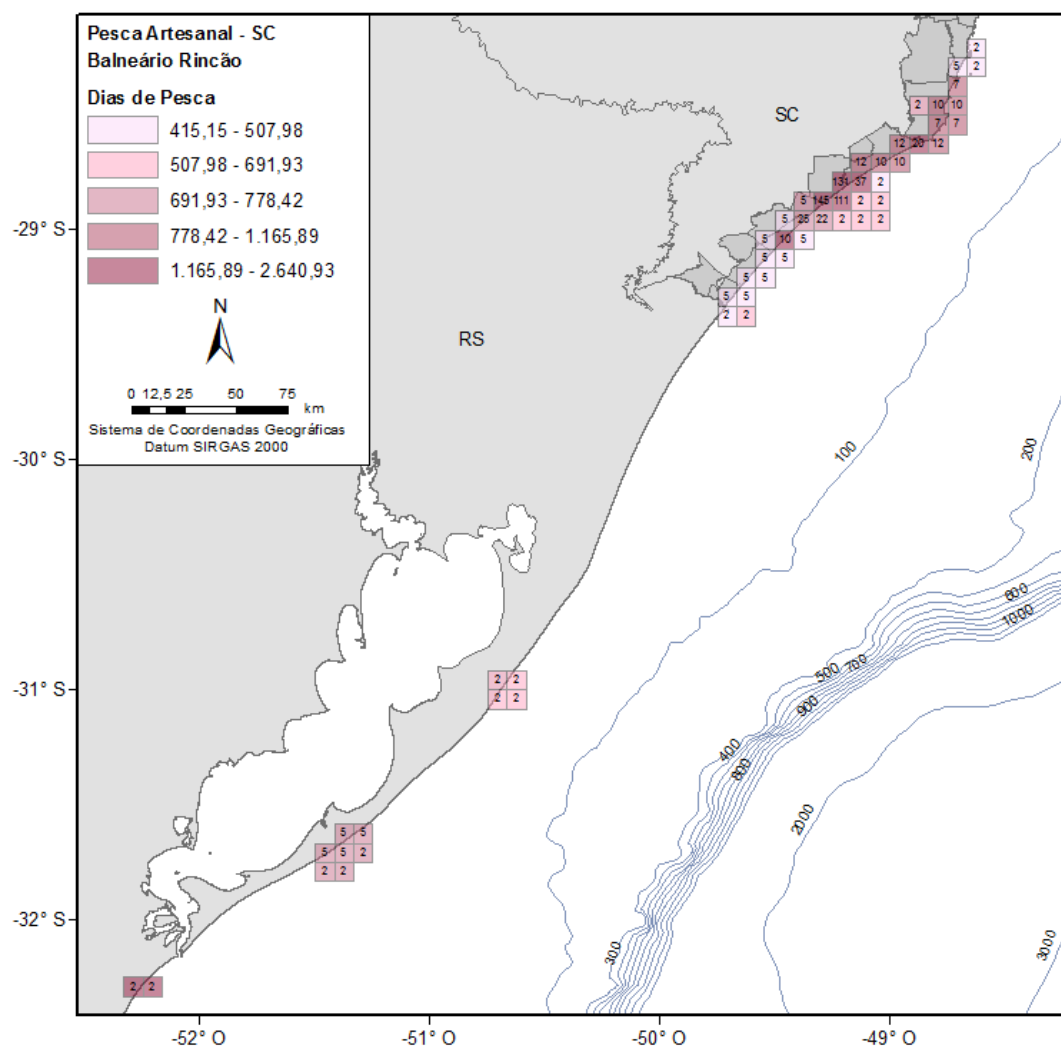 Pesca Artesanal - SC
Balneário Rincão
Dias de Pesca
415,15 - 507,98
507,98 - 691,93
691,93 - 778,42
778,42 - 1.165,89
1.165,89 - 2.640,93
N
0 12,5 25 50 75
km
Sistema de Coordenadas Geográficas
Datum SIRGAS 2000
SC
RS
2
5 2
7
2 10 10
7 7
12 20 12
12 10 10
131 37 2
5 145 111 2 2
5 25 22 2 2 2
5 10 5
5 5
5 5
5 5
2 2
2 2
2 2
5 5
5 5 2
2 2
2 2
100
200
300
400
500
700
800
900
800
1000
2000
3000
-29° S
-30° S
-31° S
-32° S
-52° O
-51° O
-50° O
-49° O